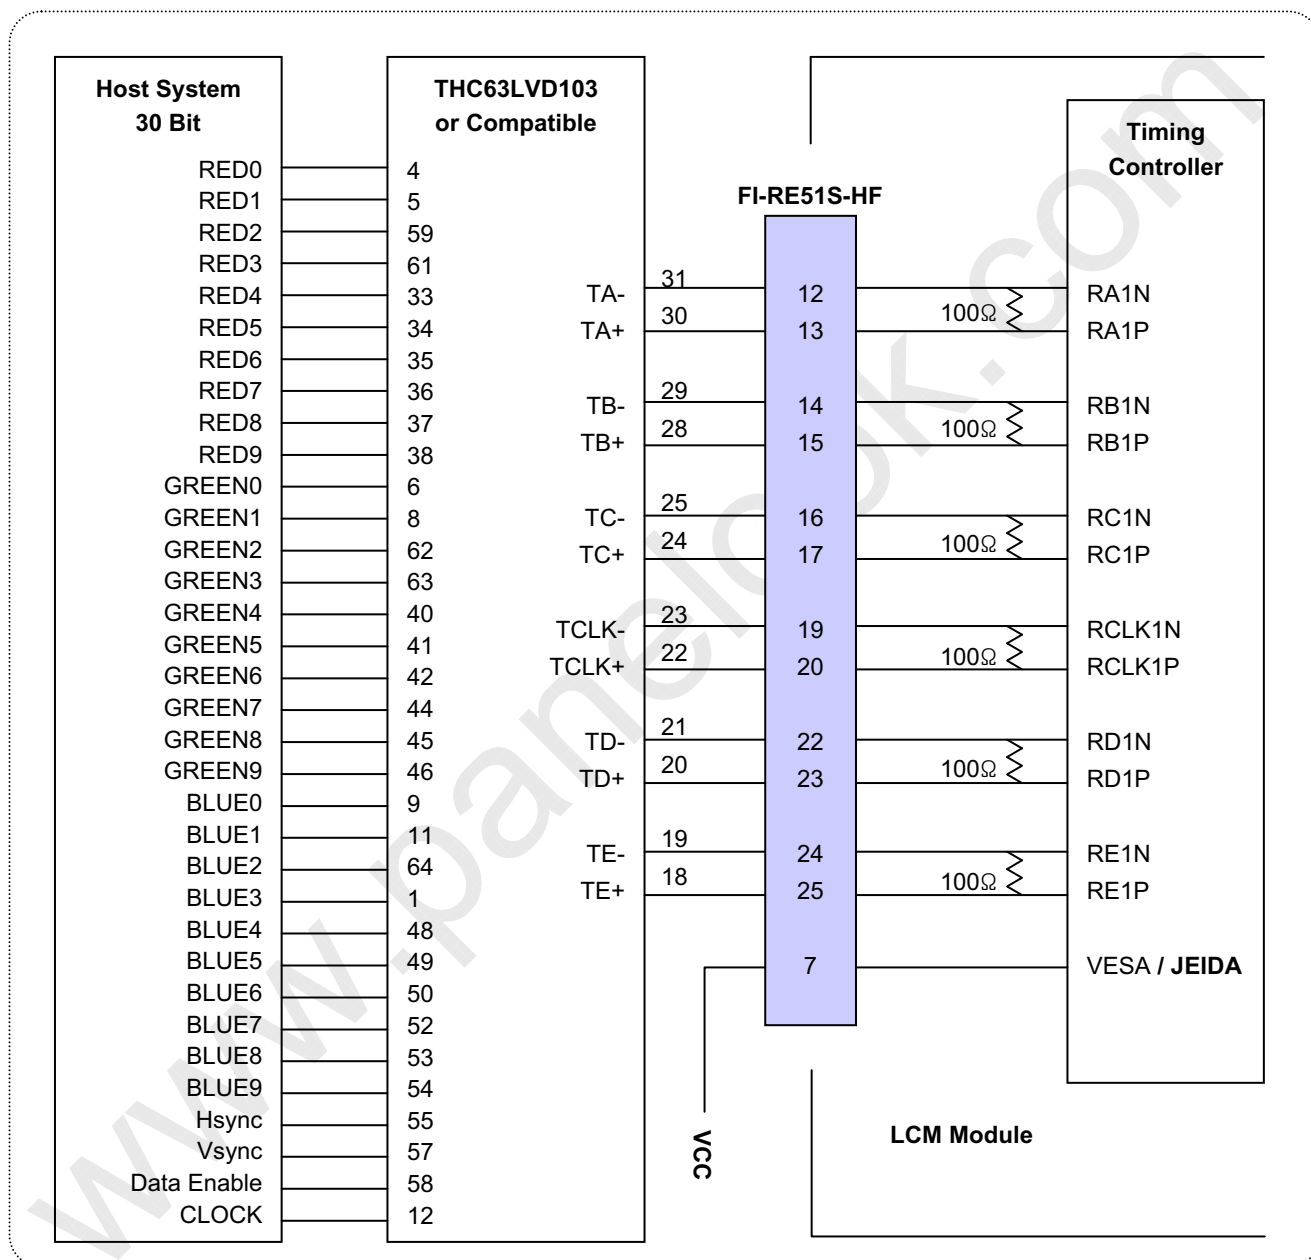 Host System
30 Bit
THC63LVD103
or Compatible
Timing
Controller
FI-RE51S-HF
RED0 4
RED1 5
RED2 59
RED3 61
RED4 33
RED5 34
RED6 35
RED7 36
RED8 37
RED9 38
GREEN0 6
GREEN1 8
GREEN2 62
GREEN3 63
GREEN4 40
GREEN5 41
GREEN6 42
GREEN7 44
GREEN8 45
GREEN9 46
BLUE0 9
BLUE1 11
BLUE2 64
BLUE3 1
BLUE4 48
BLUE5 49
BLUE6 50
BLUE7 52
BLUE8 53
BLUE9 54
Hsync 55
Vsync 57
Data Enable 58
CLOCK 12
TA- 31 12 RA1N
100Ω
TA+ 30 13 RA1P
TB- 29 14 RB1N
100Ω
TB+ 28 15 RB1P
TC- 25 16 RC1N
100Ω
TC+ 24 17 RC1P
TCLK- 23 19 RCLK1N
100Ω
TCLK+ 22 20 RCLK1P
TD- 21 22 RD1N
100Ω
TD+ 20 23 RD1P
TE- 19 24 RE1N
100Ω
TE+ 18 25 RE1P
7 VESA / JEIDA
VCC
LCM Module
www.panelook.com